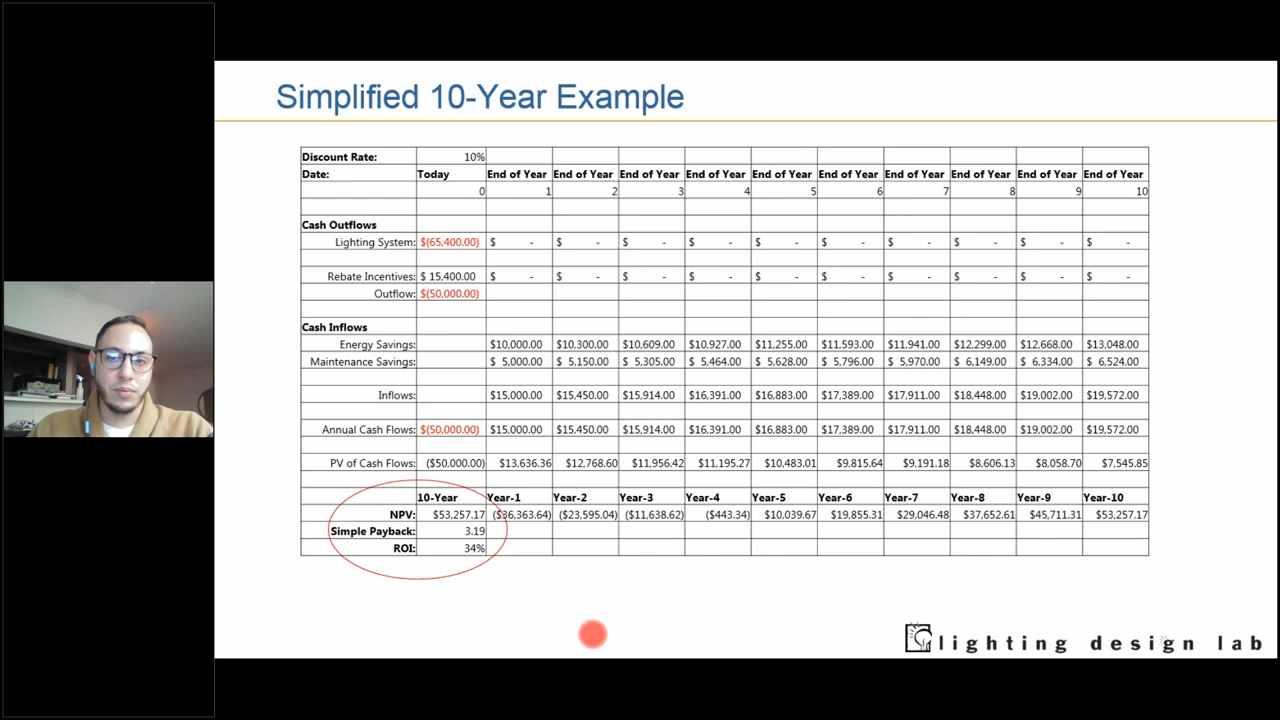 Simplified 10-Year Example
Discount Rate: 10%
Date: Today End of Year End of Year End of Year End of Year End of Year End of Year End of Year End of Year End of Year End of Year
0 1 2 3 4 5 6 7 8 9 10
Cash Outflows
Lighting System: $(65,400.00) $ - $ - $ - $ - $ - $ - $ - $ - $ - $ -
Rebate Incentives: $ 15,400.00 $ - $ - $ - $ - $ - $ - $ - $ - $ - $ -
Outflow: $(50,000.00)
Cash Inflows
Energy Savings: $10,000.00 $10,300.00 $10,609.00 $10,927.00 $11,255.00 $11,593.00 $11,941.00 $12,299.00 $12,668.00 $13,048.00
Maintenance Savings: $ 5,000.00 $ 5,150.00 $ 5,305.00 $ 5,464.00 $ 5,628.00 $ 5,796.00 $ 5,970.00 $ 6,149.00 $ 6,334.00 $ 6,524.00
Inflows: $15,000.00 $15,450.00 $15,914.00 $16,391.00 $16,883.00 $17,389.00 $17,911.00 $18,448.00 $19,002.00 $19,572.00
Annual Cash Flows: $(50,000.00) $15,000.00 $15,450.00 $15,914.00 $16,391.00 $16,883.00 $17,389.00 $17,911.00 $18,448.00 $19,002.00 $19,572.00
PV of Cash Flows: ($50,000.00) $13,636.36 $12,768.60 $11,956.42 $11,195.27 $10,483.01 $9,815.64 $9,191.18 $8,606.13 $8,058.70 $7,545.85
10-Year Year-1 Year-2 Year-3 Year-4 Year-5 Year-6 Year-7 Year-8 Year-9 Year-10
NPV: $53,257.17 ($36,363.64) ($23,595.04) ($11,638.62) ($443.34) $10,039.67 $19,855.31 $29,046.48 $37,652.61 $45,711.31 $53,257.17
Simple Payback: 3.19
ROI: 34%
lighting design lab